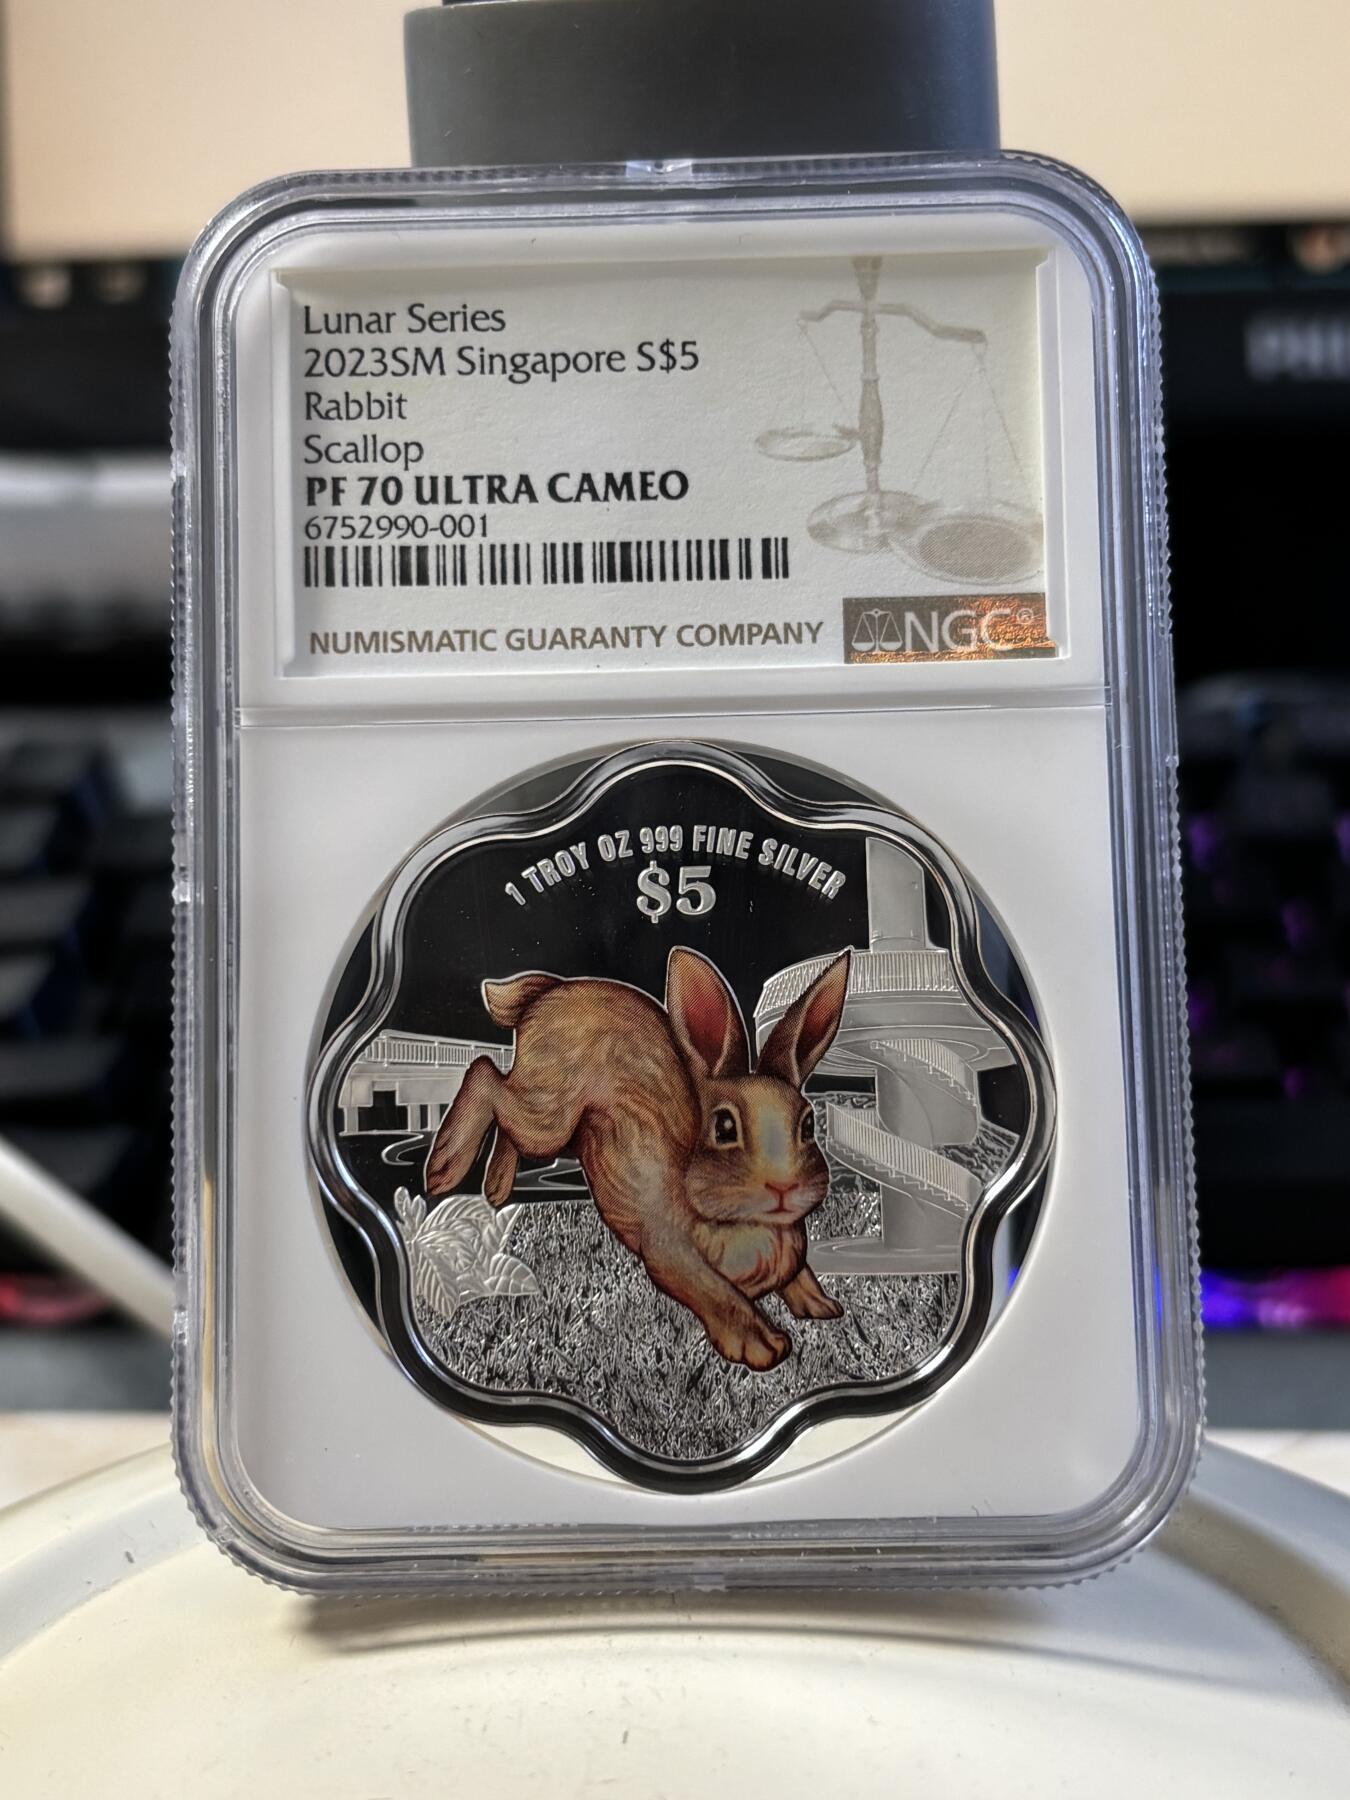 Lunar Series
2023SM Singapore S$5
Rabbit
Scallop
PF 70 ULTRA CAMEO
6752990-001
NUMISMATIC GUARANTY COMPANY
NGC®
1 TROY OZ 999 FINE SILVER
$5